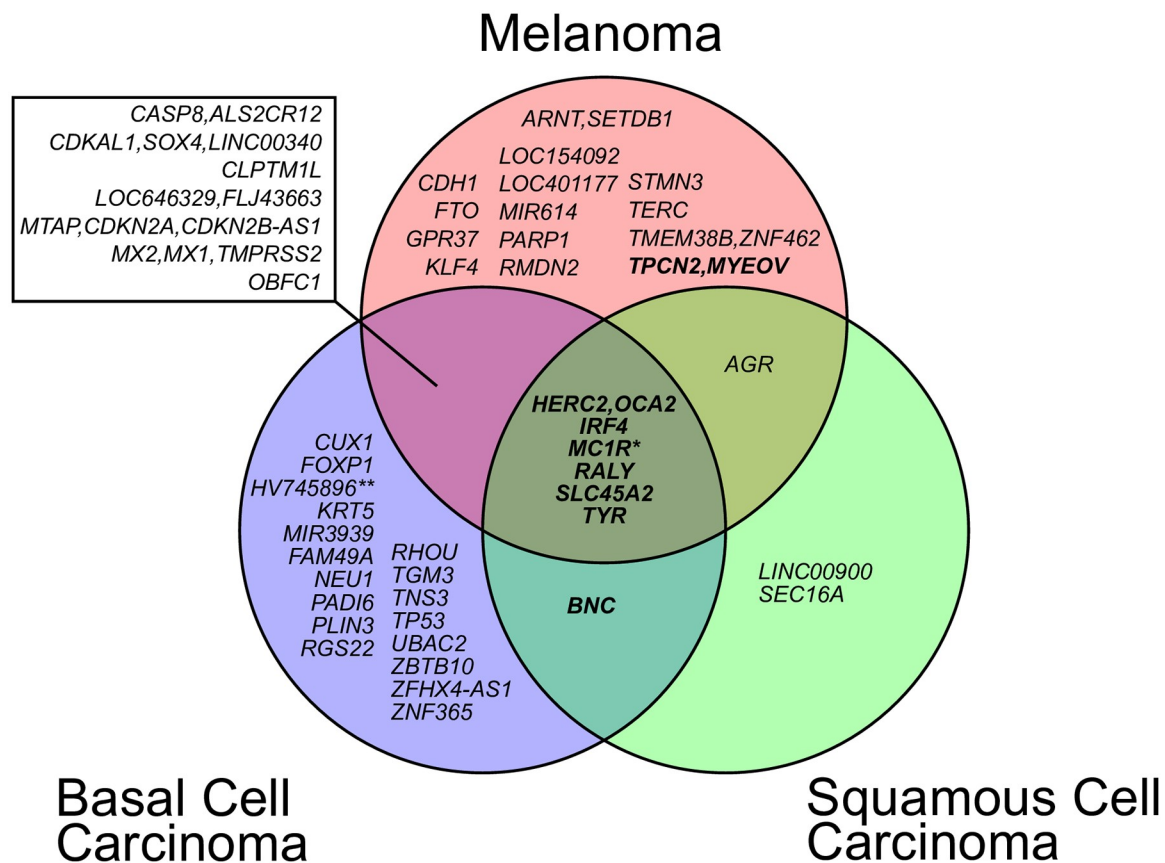 Melanoma
CASP8,ALS2CR12
CDKAL1,SOX4,LINC00340
CLPTM1L
LOC646329,FLJ43663
MTAP,CDKN2A,CDKN2B-AS1
MX2,MX1,TMPRSS2
OBFC1
ARNT,SETDB1
CDH1
FTO
GPR37
KLF4
LOC154092
LOC401177
MIR614
PARP1
RMDN2
STMN3
TERC
TMEM38B,ZNF462
TPCN2,MYEOV
AGR
HERC2,OCA2
IRF4
MC1R*
RALY
SLC45A2
TYR
CUX1
FOXP1
HV745896**
KRT5
MIR3939
FAM49A
NEU1
PADI6
PLIN3
RGS22
RHOU
TGM3
TNS3
TP53
UBAC2
ZBTB10
ZFHX4-AS1
ZNF365
BNC
LINC00900
SEC16A
Basal Cell
Carcinoma
Squamous Cell
Carcinoma